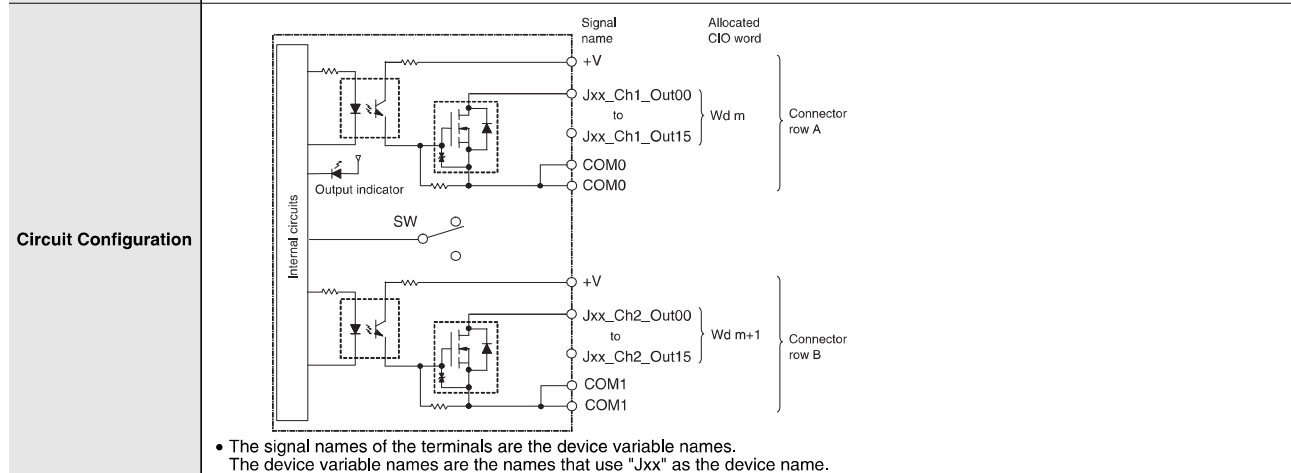 Circuit Configuration
Signal name
Allocated CIO word
+V
Jxx_Ch1_Out00
to
Jxx_Ch1_Out15
Wd m
Connector row A
COM0
COM0
Output indicator
Internal circuits
SW
+V
Jxx_Ch2_Out00
to
Jxx_Ch2_Out15
Wd m+1
Connector row B
COM1
COM1
• The signal names of the terminals are the device variable names.
The device variable names are the names that use "Jxx" as the device name.